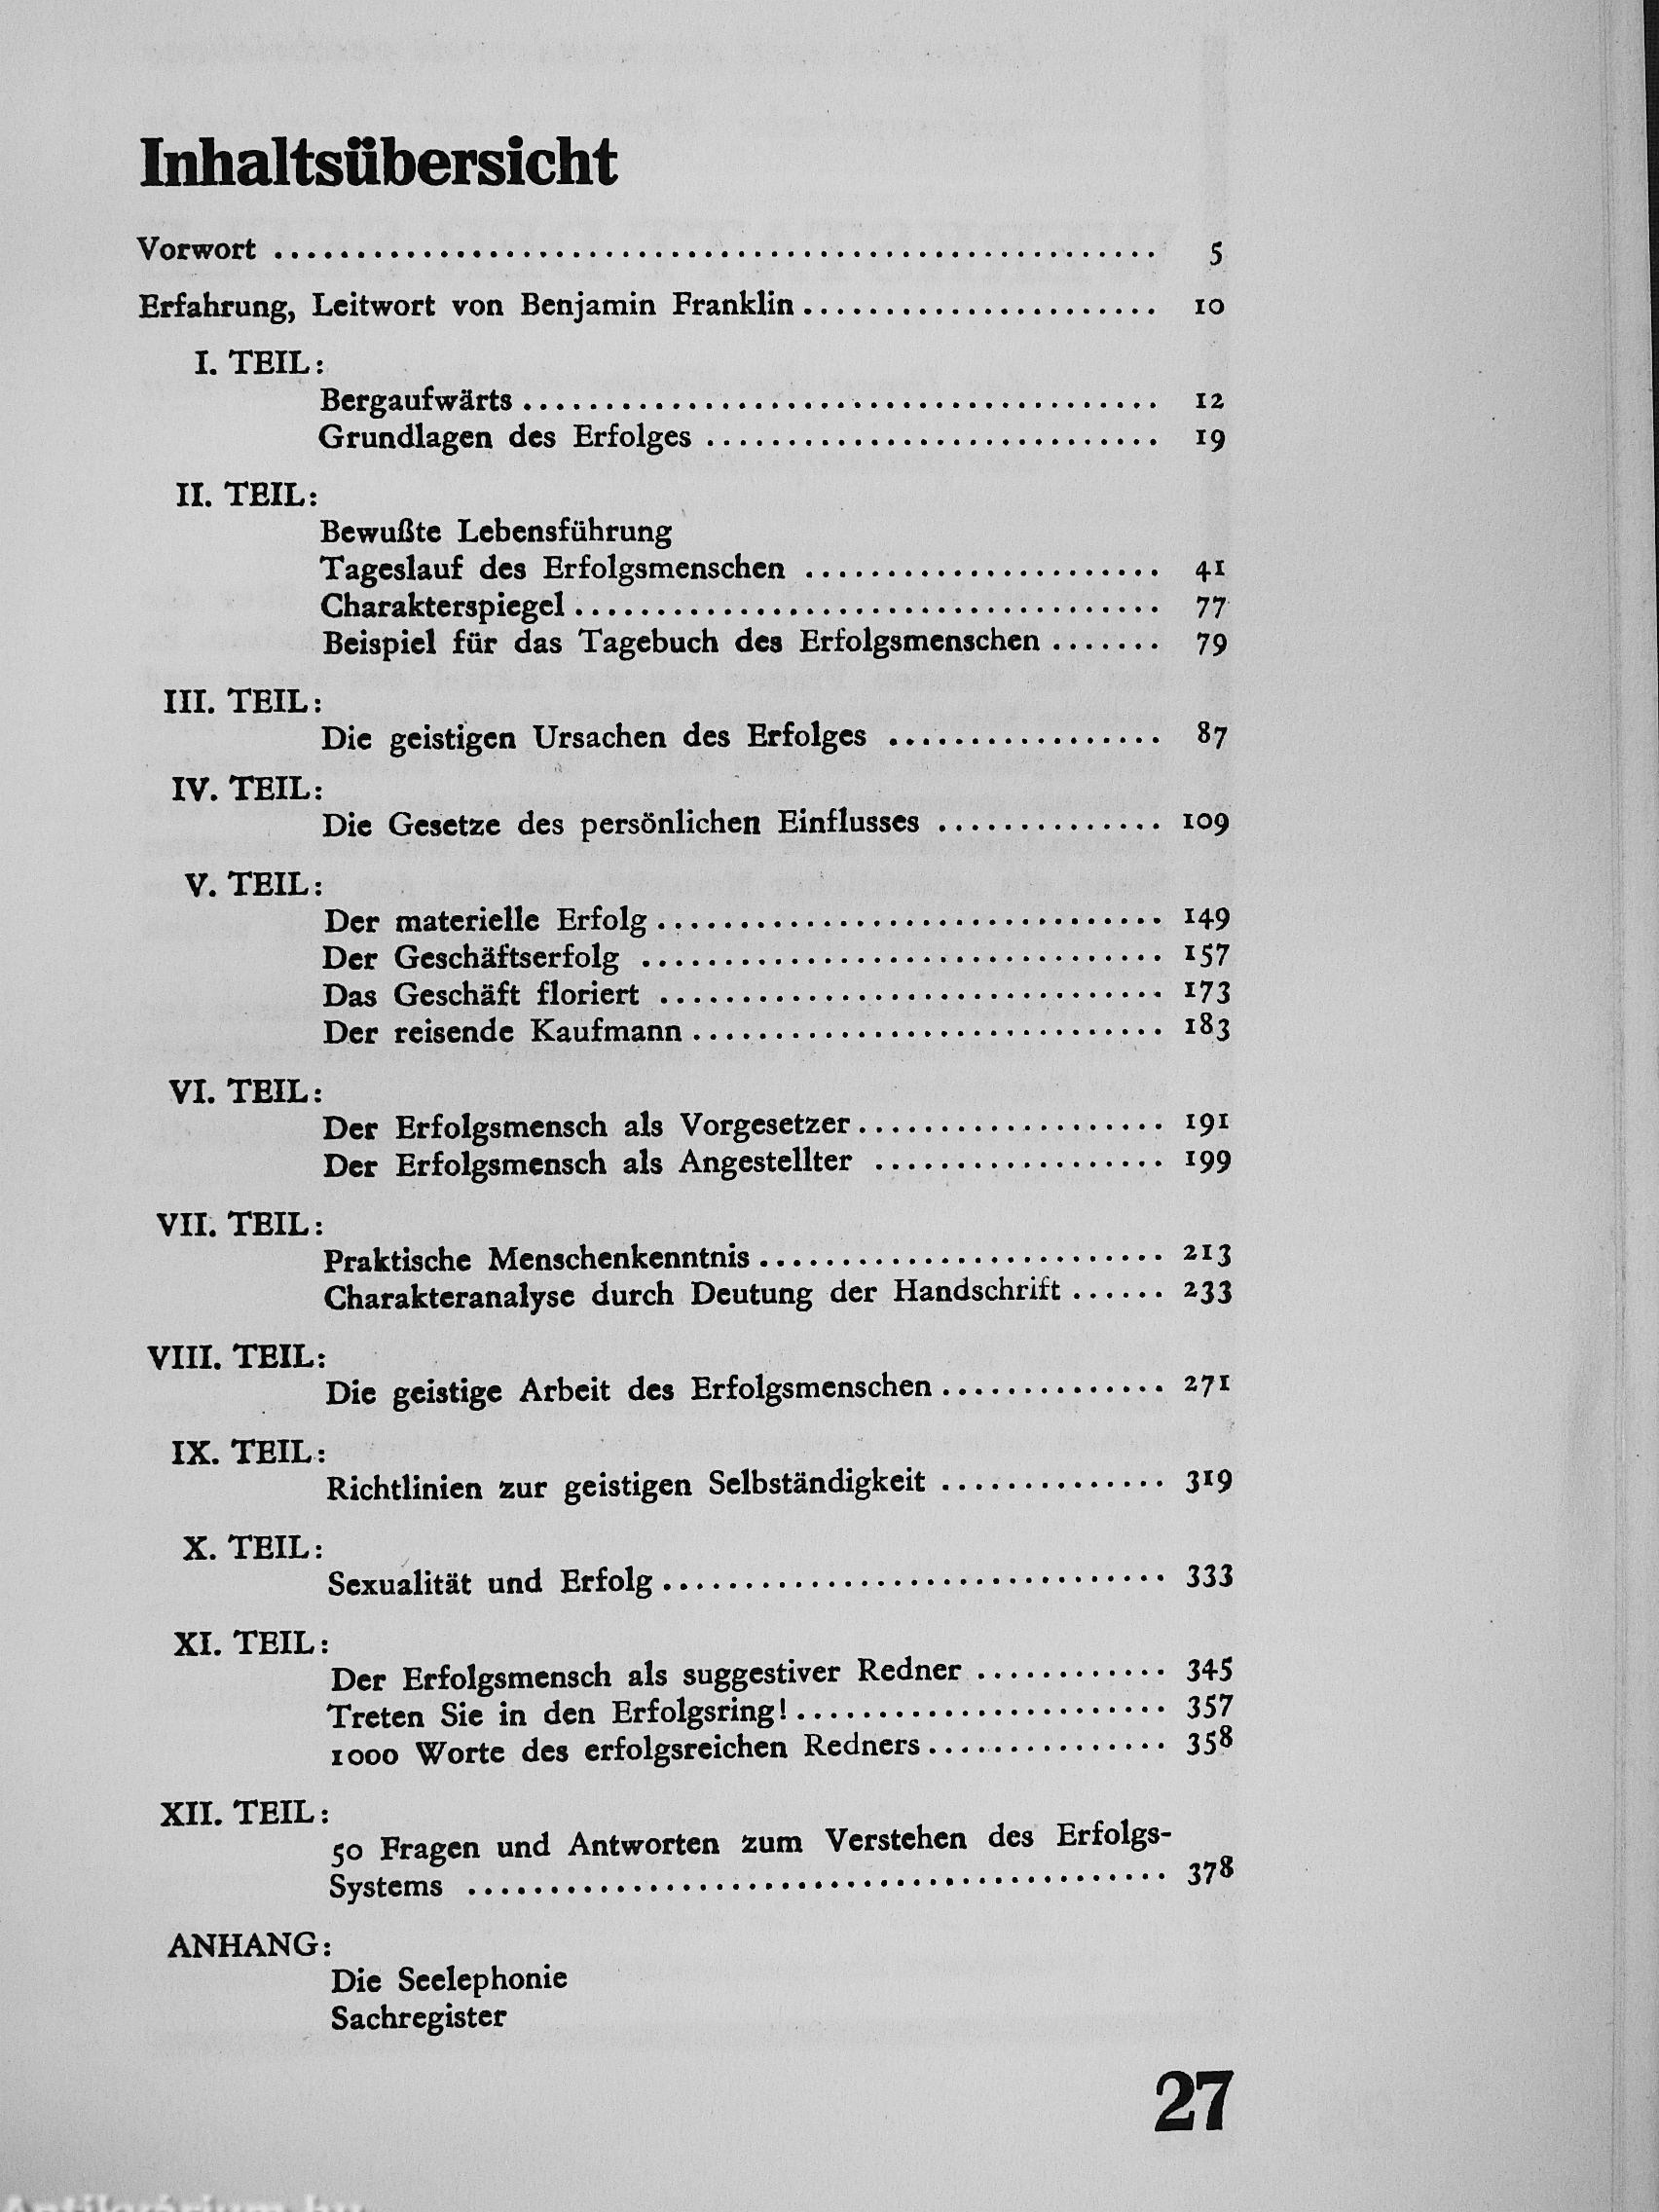 Inhaltsübersicht
Vorwort ...................................................... 5
Erfahrung, Leitwort von Benjamin Franklin...................... 10
I. TEIL:
Bergaufwärts....................................... 12
Grundlagen des Erfolges ............................ 19
II. TEIL:
Bewußte Lebensführung
Tageslauf des Erfolgsmenschen ...................... 41
Charakterspiegel.................................... 77
Beispiel für das Tagebuch des Erfolgsmenschen ....... 79
III. TEIL:
Die geistigen Ursachen des Erfolges ................. 87
IV. TEIL:
Die Gesetze des persönlichen Einflusses .............. 109
V. TEIL:
Der materielle Erfolg............................... 149
Der Geschäftserfolg ................................ 157
Das Geschäft floriert ............................... 173
Der reisende Kaufmann............................. 183
VI. TEIL:
Der Erfolgsmensch als Vorgesetzer................... 191
Der Erfolgsmensch als Angestellter .................. 199
VII. TEIL:
Praktische Menschenkenntnis......................... 213
Charakteranalyse durch Deutung der Handschrift ...... 233
VIII. TEIL:
Die geistige Arbeit des Erfolgsmenschen.............. 271
IX. TEIL:
Richtlinien zur geistigen Selbständigkeit .............. 319
X. TEIL:
Sexualität und Erfolg............................... 333
XI. TEIL:
Der Erfolgsmensch als suggestiver Redner ............ 345
Treten Sie in den Erfolgsring!....................... 357
1000 Worte des erfolgsreichen Redners............... 358
XII. TEIL:
50 Fragen und Antworten zum Verstehen des Erfolgs-
Systems ........................................... 378
ANHANG:
Die Seelephonie
Sachregister
27